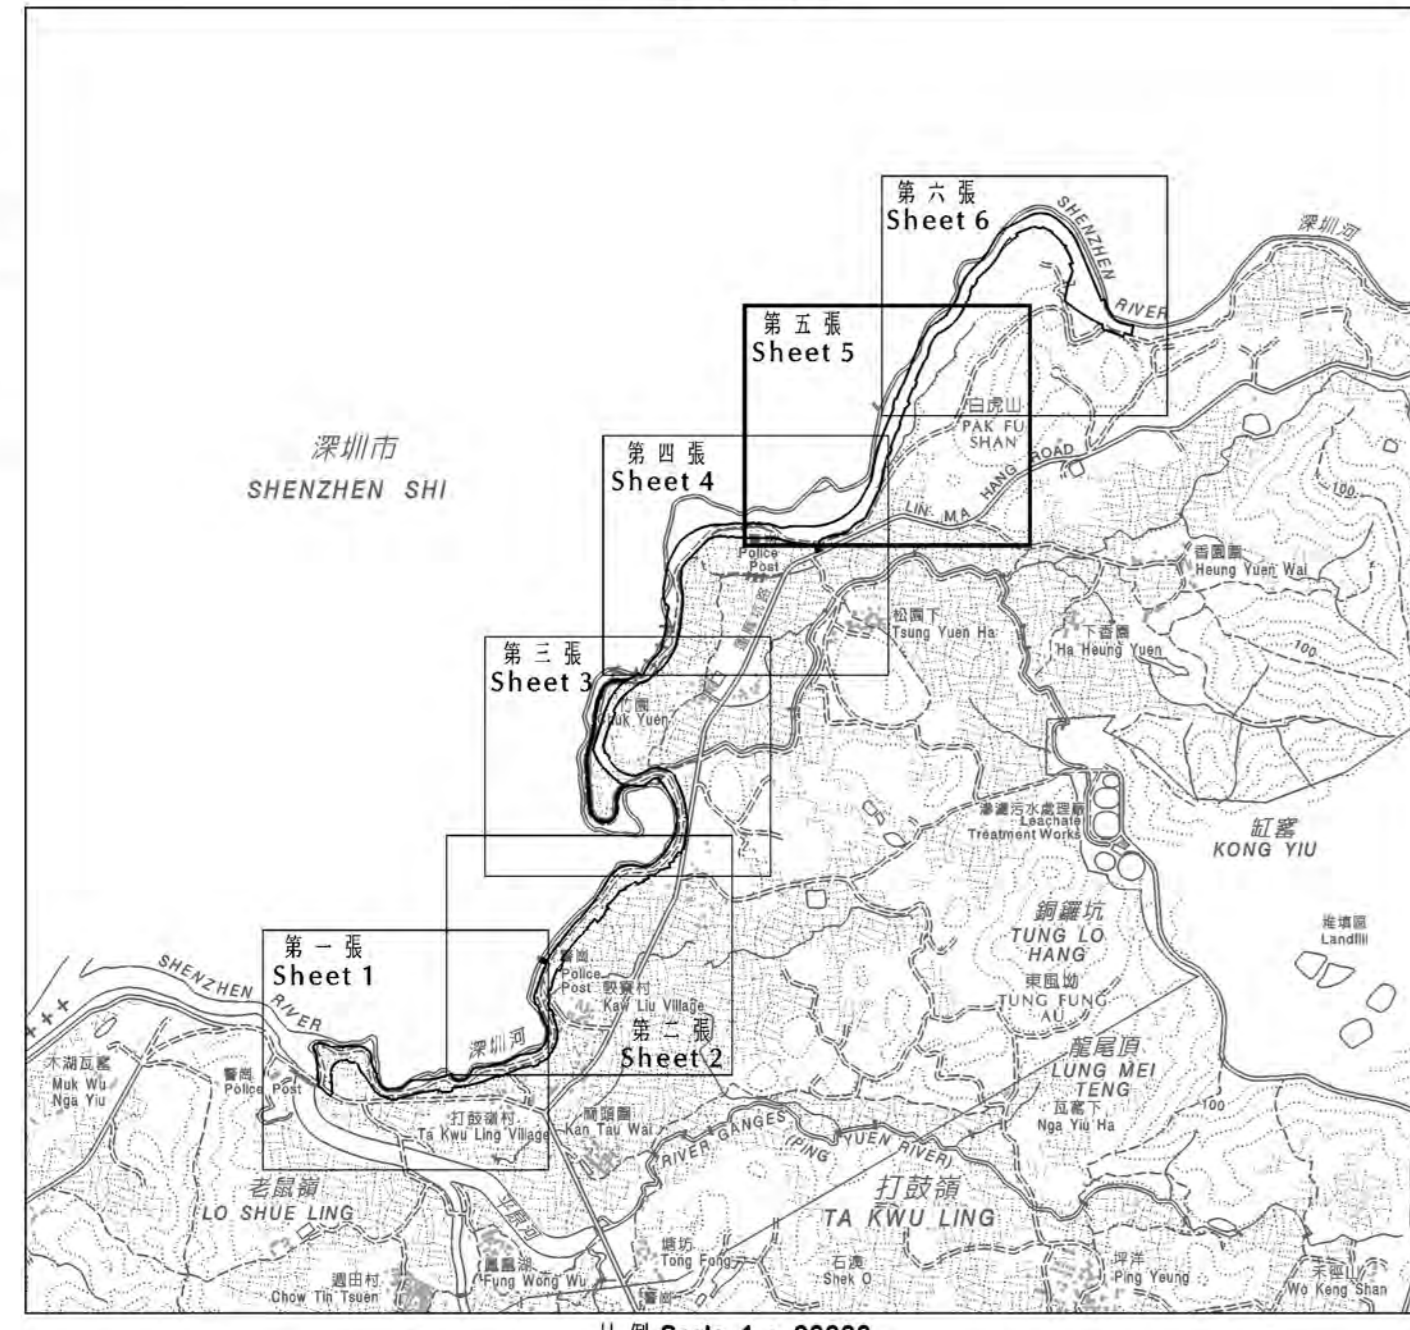 第六張
Sheet 6
SHENZHEN
RIVER
深圳河
第五張
Sheet 5
白虎山
PAK FU
SHAN
LIN MA HANG ROAD
深圳市
SHENZHEN SHI
第四張
Sheet 4
Police
Post
香園圍
Heung Yuen Wai
松園下
Tsung Yuen Ha
下香園
Ha Heung Yuen
100
100
第三張
Sheet 3
竹園
Chuk Yuen
滲濾污水處理廠
Leachate
Treatment Works
缸窰
KONG YIU
銅鑼坑
TUNG LO
HANG
堆填區
Landfill
東風坳
TUNG FUNG
AU
第一張
Sheet 1
SHENZHEN RIVER
警崗
Police
Post
Kaw Liu Village
第二張
Sheet 2
深圳河
龍尾頂
LUNG MEI
TENG
木湖瓦窰
Muk Wu
Nga Yiu
警崗
Police Post
打鼓嶺村
Ta Kwu Ling Village
簡頭圍
Kan Tau Wai
瓦窰下
Nga Yiu Ha
100
RIVER GANGES
(PING YUEN RIVER)
老鼠嶺
LO SHUE LING
平原河
打鼓嶺
TA KWU LING
塘坊
Tong Fong
石澳
Shek O
坪洋
Ping Yeung
禾徑山
Wo Keng Shan
鳳凰湖
Fung Wong Wu
週田村
Chow Tin Tsuen
警崗